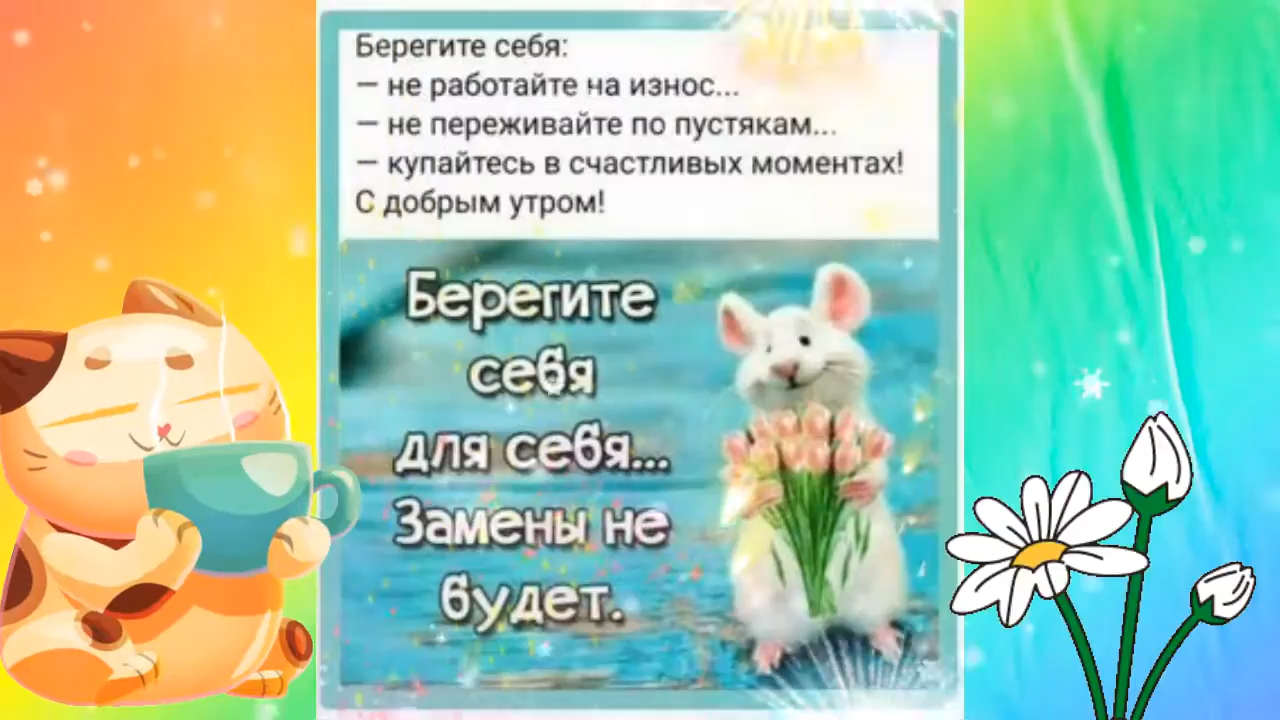 Берегите себя:
— не работайте на износ...
— не переживайте по пустякам...
— купайтесь в счастливых моментах!
С добрым утром!
Берегите
себя
для себя...
Замены не
будет.